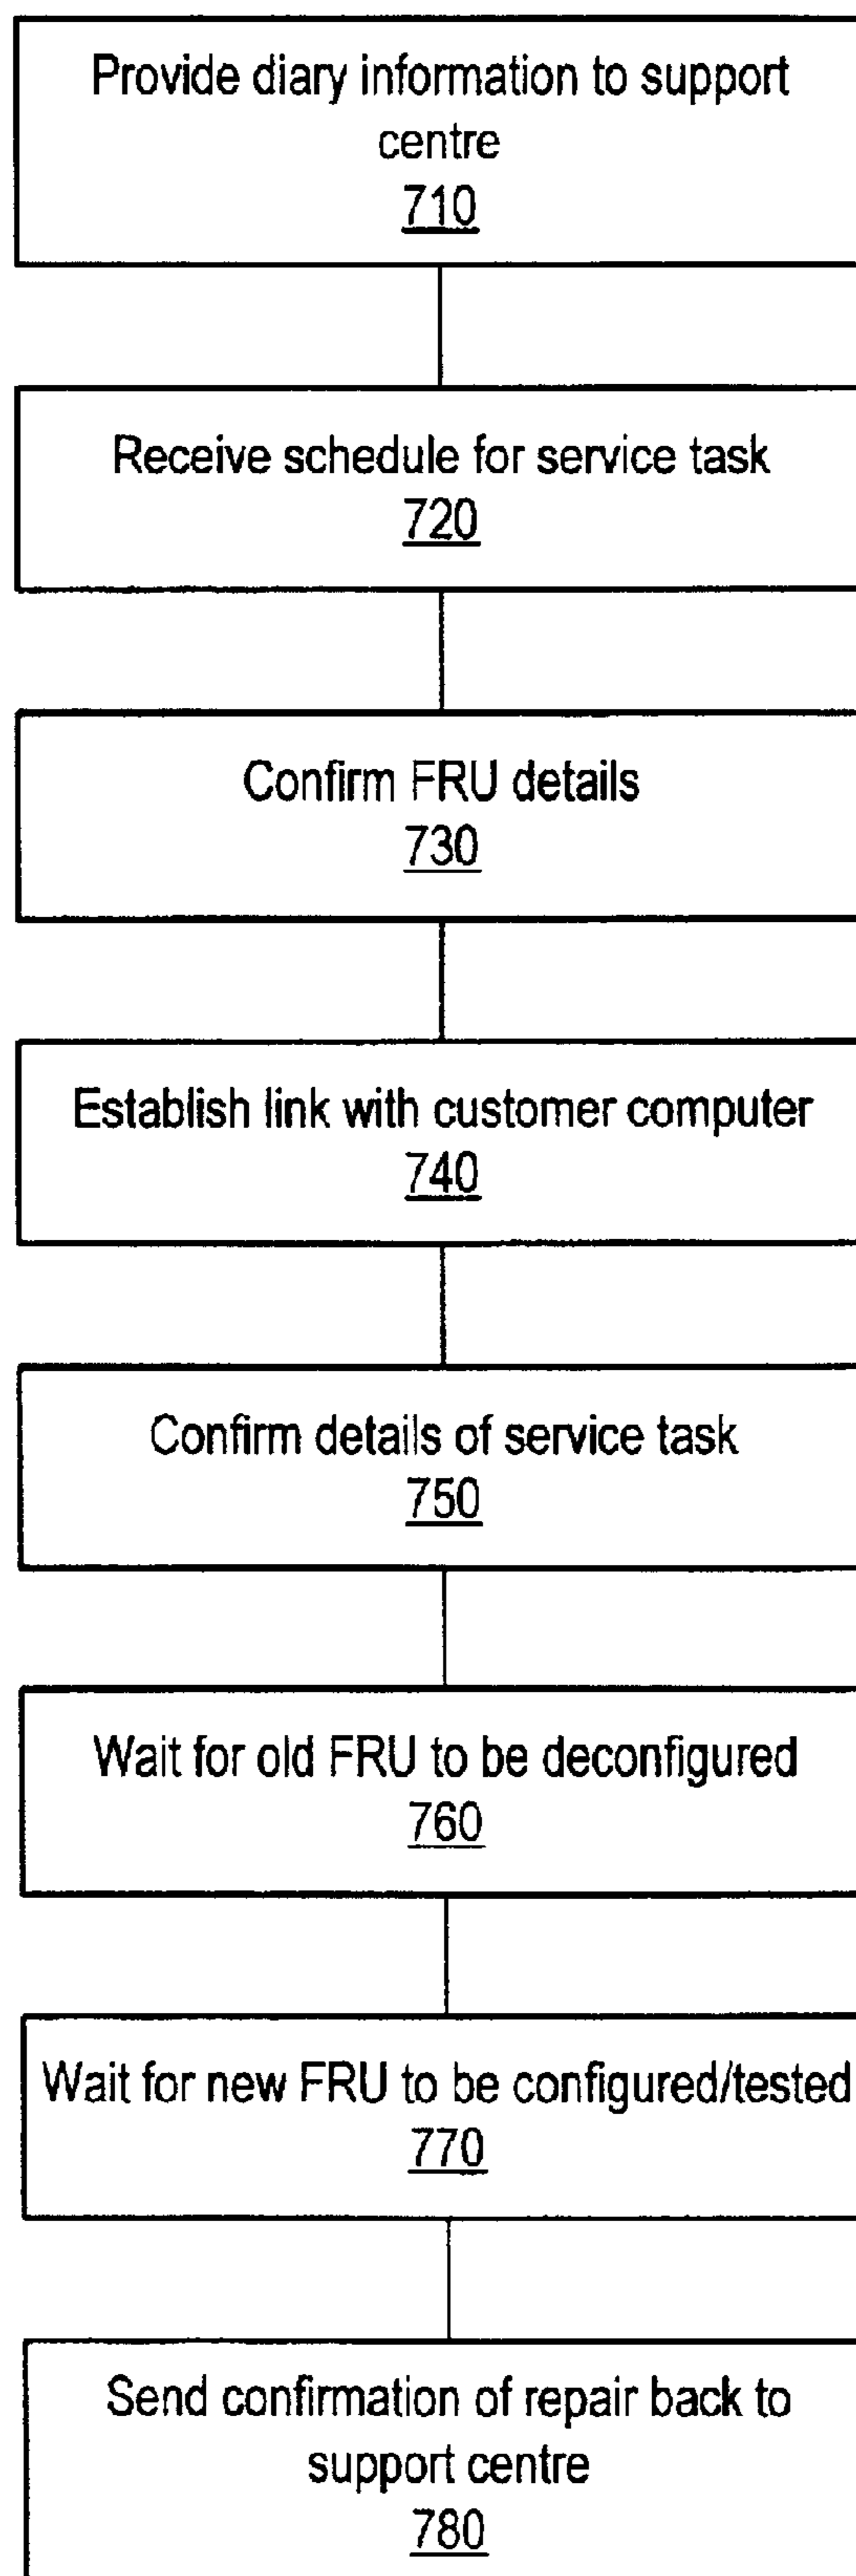 Provide diary information to support
centre
710
Receive schedule for service task
720
Confirm FRU details
730
Establish link with customer computer
740
Confirm details of service task
750
Wait for old FRU to be deconfigured
760
Wait for new FRU to be configured/tested
770
Send confirmation of repair back to
support centre
780